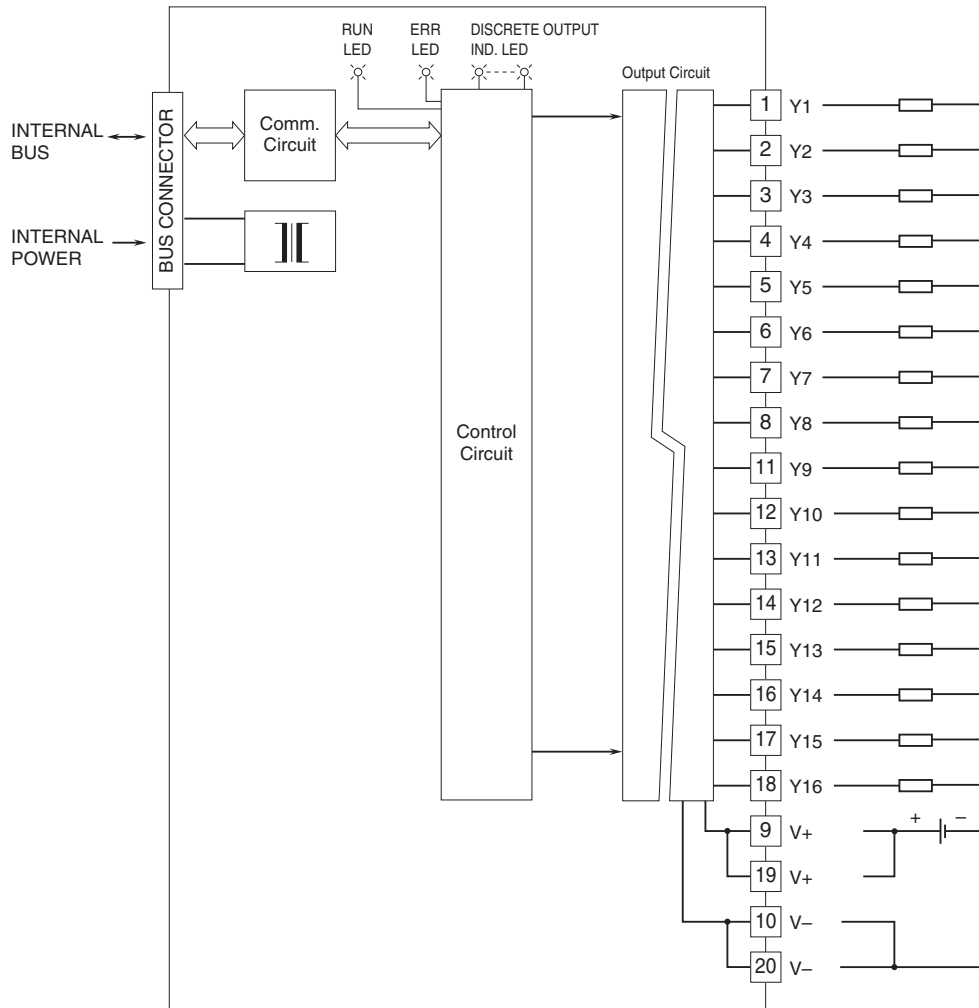 RUN
LED
ERR
LED
DISCRETE OUTPUT
IND. LED
Output Circuit
INTERNAL
BUS
INTERNAL
POWER
BUS CONNECTOR
Comm.
Circuit
Control
Circuit
1 Y1
2 Y2
3 Y3
4 Y4
5 Y5
6 Y6
7 Y7
8 Y8
11 Y9
12 Y10
13 Y11
14 Y12
15 Y13
16 Y14
17 Y15
18 Y16
9 V+ + –
19 V+
10 V–
20 V–